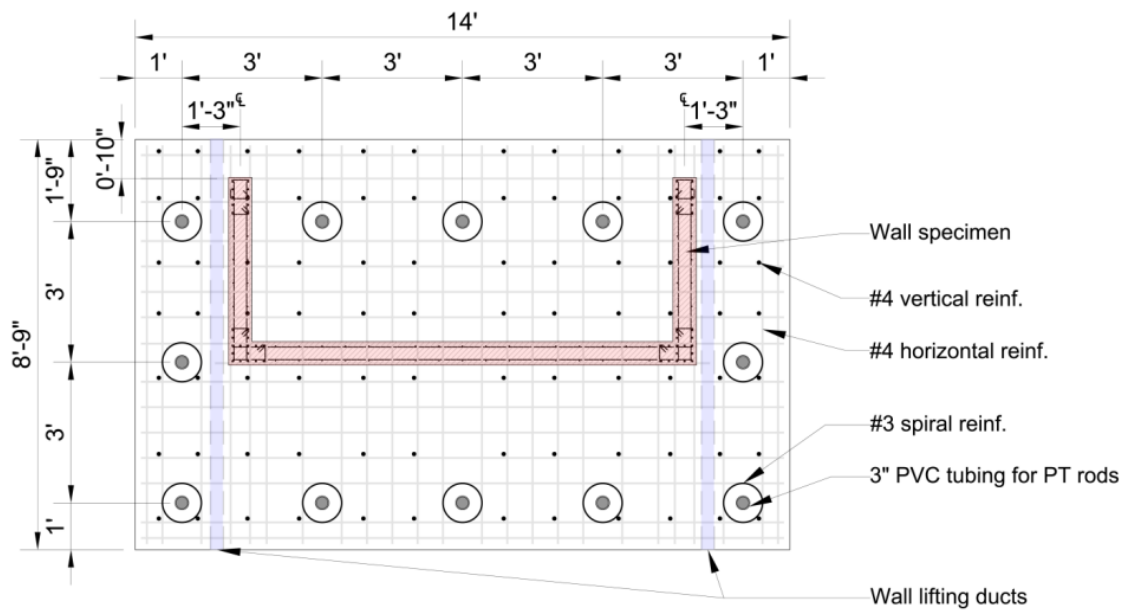 14'
1'
3'
3'
3'
3'
1'
1'-3"
℄
℄
1'-3"
0'-10"
1'-9"
3'
8'-9"
3'
1'
Wall specimen
#4 vertical reinf.
#4 horizontal reinf.
#3 spiral reinf.
3" PVC tubing for PT rods
Wall lifting ducts